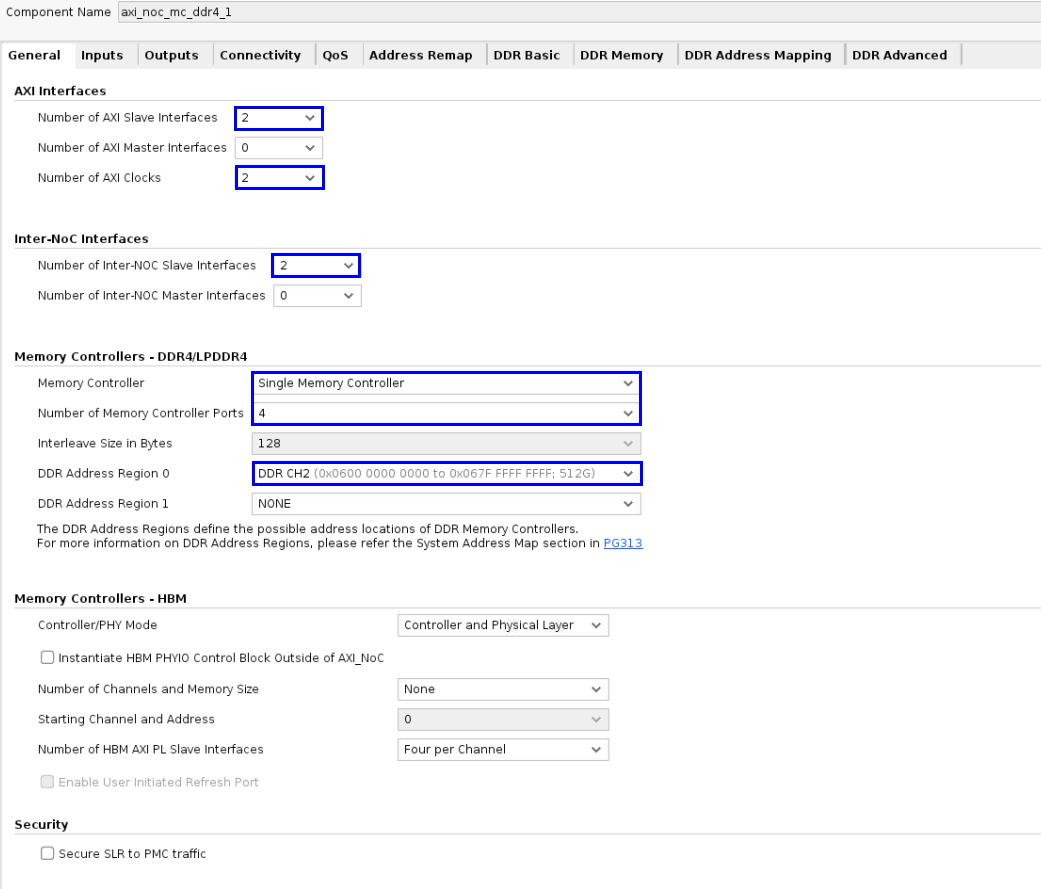 Component Name axi_noc_mc_ddr4_1
General Inputs Outputs Connectivity QoS Address Remap DDR Basic DDR Memory DDR Address Mapping DDR Advanced
AXI Interfaces
Number of AXI Slave Interfaces 2
Number of AXI Master Interfaces 0
Number of AXI Clocks 2
Inter-NoC Interfaces
Number of Inter-NOC Slave Interfaces 2
Number of Inter-NOC Master Interfaces 0
Memory Controllers - DDR4/LPDDR4
Memory Controller Single Memory Controller
Number of Memory Controller Ports 4
Interleave Size in Bytes 128
DDR Address Region 0 DDR CH2 (0x0600 0000 0000 to 0x067F FFFF FFFF; 512G)
DDR Address Region 1 NONE
The DDR Address Regions define the possible address locations of DDR Memory Controllers.
For more information on DDR Address Regions, please refer the System Address Map section in PG313
Memory Controllers - HBM
Controller/PHY Mode Controller and Physical Layer
Instantiate HBM PHYIO Control Block Outside of AXI_NoC
Number of Channels and Memory Size None
Starting Channel and Address 0
Number of HBM AXI PL Slave Interfaces Four per Channel
Enable User Initiated Refresh Port
Security
Secure SLR to PMC traffic